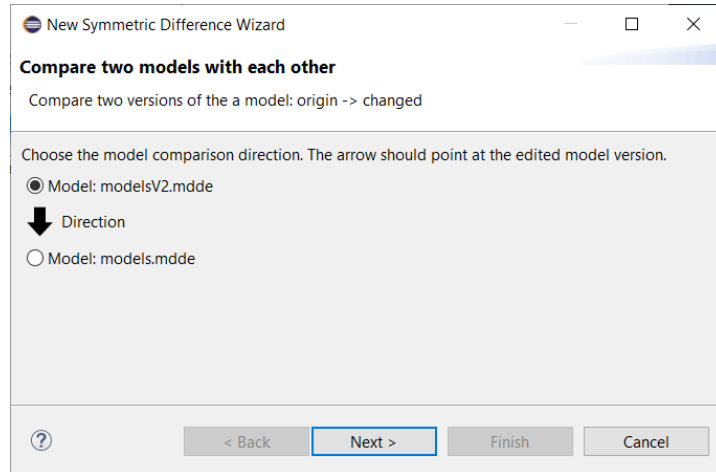 New Symmetric Difference Wizard
Compare two models with each other
Compare two versions of the a model: origin -> changed
Choose the model comparison direction. The arrow should point at the edited model version.
Model: modelsV2.mdde
Direction
Model: models.mdde
?
< Back
Next >
Finish
Cancel